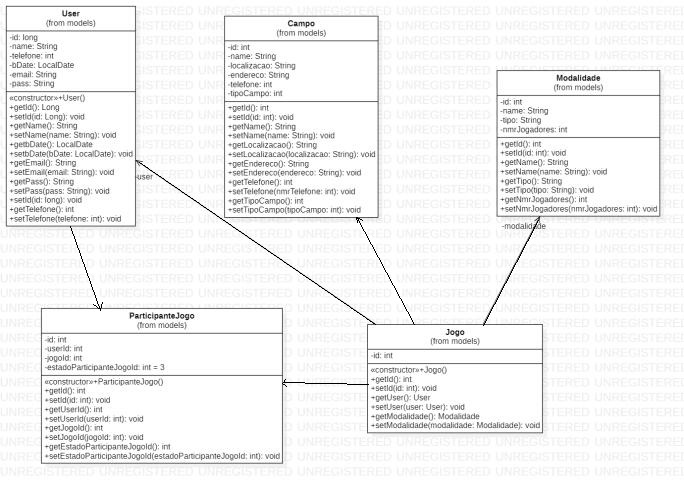 User
(from models)
-id: long
-name: String
-telefone: int
-bDate: LocalDate
-email: String
-pass: String
«constructor»+User()
+getId(): Long
+setId(id: Long): void
+getName(): String
+setName(name: String): void
+getbDate(): LocalDate
+setbDate(bDate: LocalDate): void
+getEmail(): String
+setEmail(email: String): void
+getPass(): String
+setPass(pass: String): void
+setId(id: long): void
+getTelefone(): int
+setTelefone(telefone: int): void
-user
Campo
(from models)
-id: int
-name: String
-localizacao: String
-endereco: String
-telefone: int
-tipoCampo: int
+getId(): int
+setId(id: int): void
+getName(): String
+setName(name: String): void
+getLocalizacao(): String
+setLocalizacao(localizacao: String): void
+getEndereco(): String
+setEndereco(endereco: String): void
+getTelefone(): int
+setTelefone(nmrTelefone: int): void
+getTipoCampo(): int
+setTipoCampo(tipoCampo: int): void
Modalidade
(from models)
-id: int
-name: String
-tipo: String
-nmrJogadores: int
+getId(): int
+setId(id: int): void
+getName(): String
+setName(name: String): void
+getTipo(): String
+setTipo(tipo: String): void
+getNmrJogadores(): int
+setNmrJogadores(nmrJogadores: int): void
-modalidade
ParticipanteJogo
(from models)
-id: int
-userId: int
-jogoId: int
-estadoParticipanteJogoId: int = 3
«constructor»+ParticipanteJogo()
+getId(): int
+setId(id: int): void
+getUserId(): int
+setUserId(userId: int): void
+getJogoId(): int
+setJogoId(jogoId: int): void
+getEstadoParticipanteJogoId(): int
+setEstadoParticipanteJogoId(estadoParticipanteJogoId: int): void
Jogo
(from models)
-id: int
«constructor»+Jogo()
+getId(): int
+setId(id: int): void
+getUser(): User
+setUser(user: User): void
+getModalidade(): Modalidade
+setModalidade(modalidade: Modalidade): void